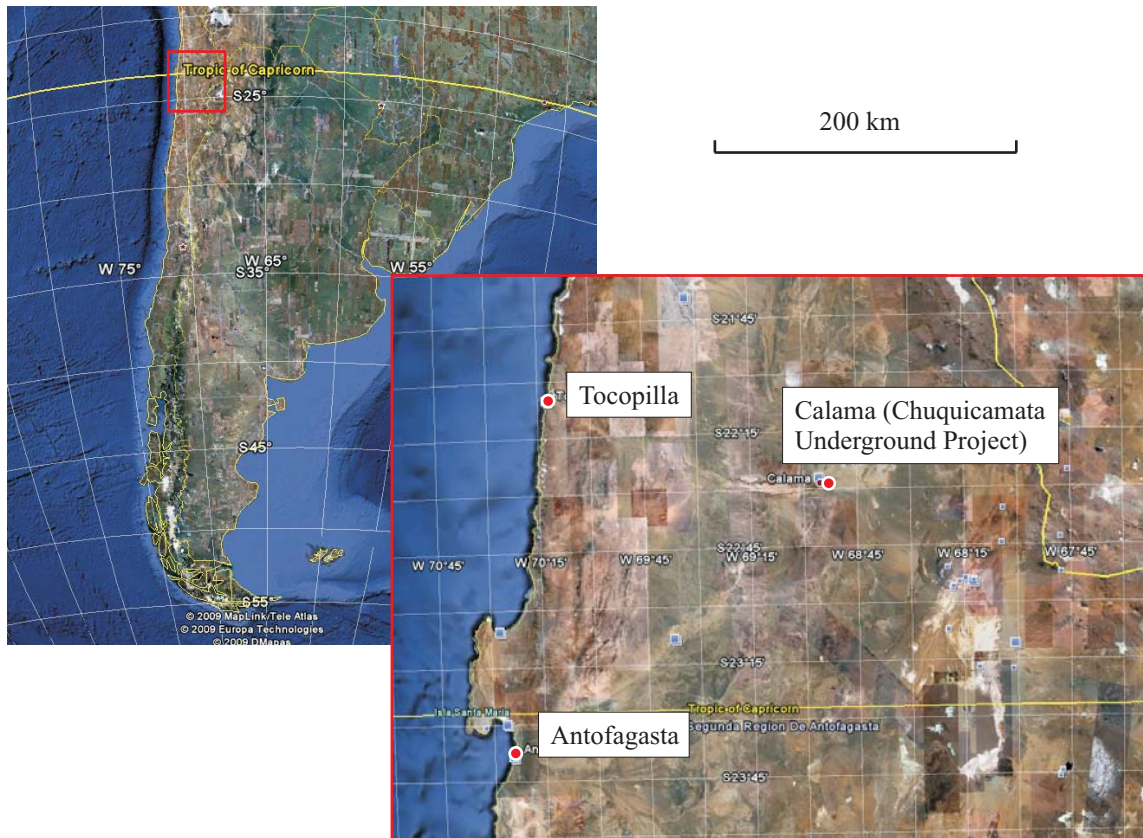 Tropic of Capricorn
S25°
200 km
W 75°
W 65°
S35°
W 55°
S45°
S55°
© 2009 MapLink/Tele Atlas
© 2009 Europa Technologies
© 2009 DMapas
S21°45'
Tocopilla
Calama (Chuquicamata
Underground Project)
S22°15'
Calama
S22°45'
W 70°45'
W 70°15'
W 69°45'
W 69°15'
W 68°45'
W 68°15'
W 67°45'
S23°15'
Isla Santa Maria
Tropic of Capricorn
Segunda Region De Antofagasta
Antofagasta
S23°45'